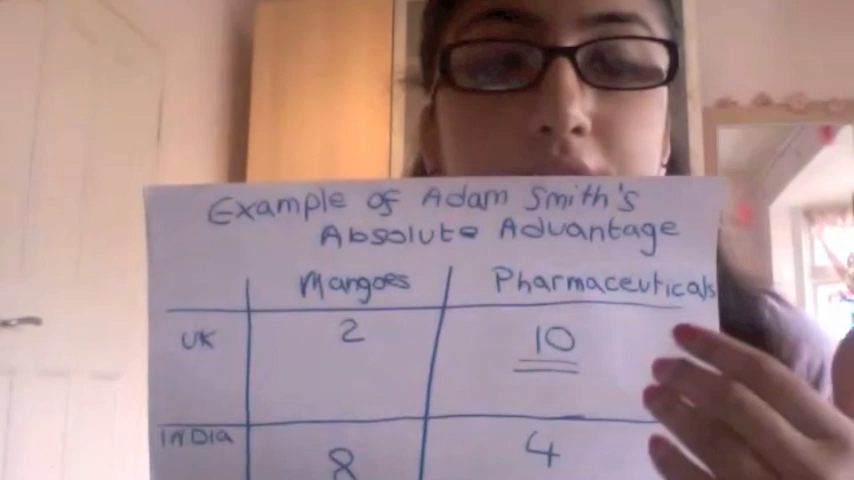 Example of Adam Smith's
Absolute Advantage
Mangoes Pharmaceuticals
UK 2 10
INDIA 8 4